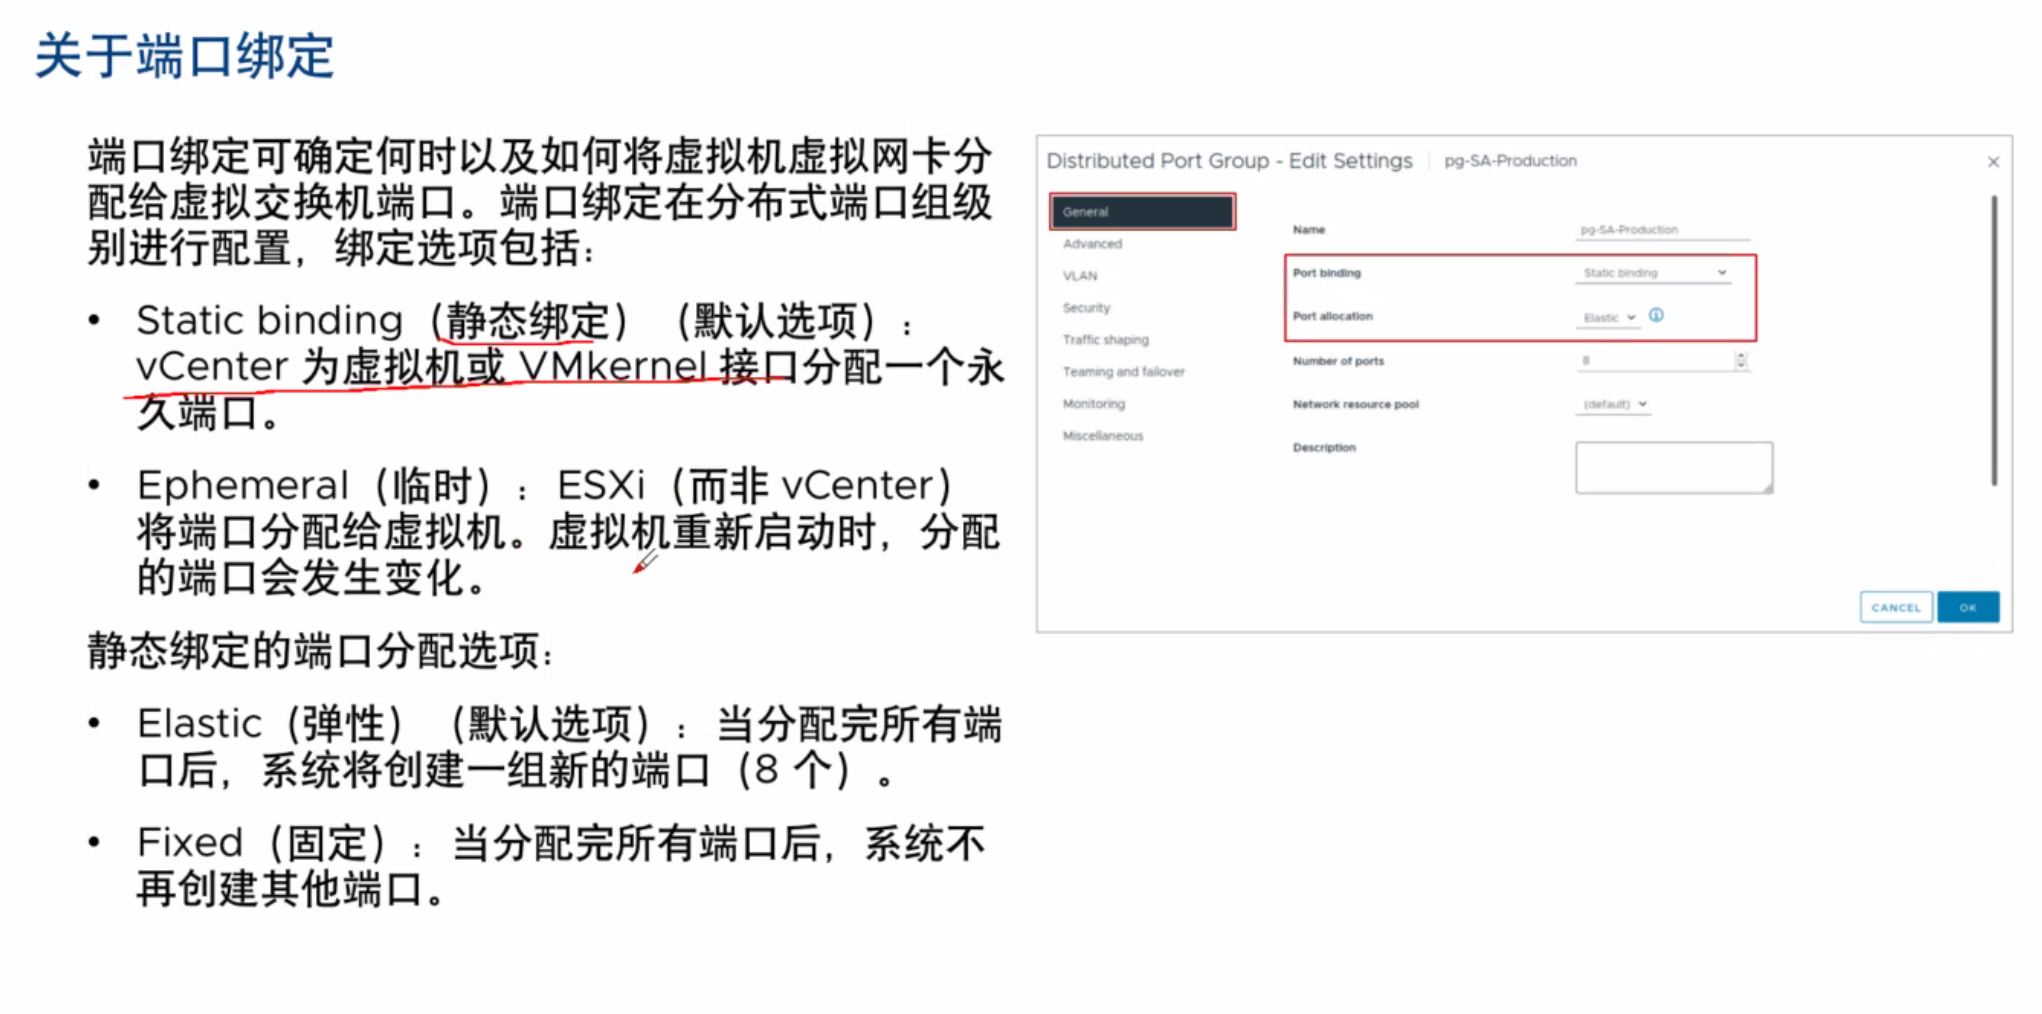 关于端口绑定
端口绑定可确定何时以及如何将虚拟机虚拟网卡分
配给虚拟交换机端口。端口绑定在分布式端口组级
别进行配置，绑定选项包括：
• Static binding（静态绑定）（默认选项）：
vCenter 为虚拟机或 VMkernel 接口分配一个永
久端口。
• Ephemeral（临时）：ESXi（而非 vCenter）
将端口分配给虚拟机。虚拟机重新启动时，分配
的端口会发生变化。
静态绑定的端口分配选项：
• Elastic（弹性）（默认选项）：当分配完所有端
口后，系统将创建一组新的端口（8 个）。
• Fixed（固定）：当分配完所有端口后，系统不
再创建其他端口。
Distributed Port Group - Edit Settings pg-SA-Production
General
Advanced
VLAN
Security
Traffic shaping
Teaming and failover
Monitoring
Miscellaneous
Name pg-SA-Production
Port binding Static binding
Port allocation Elastic
Number of ports 8
Network resource pool (default)
Description
CANCEL OK